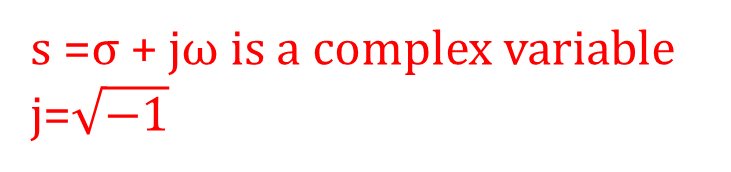 s =σ + jω is a complex variable
j=√−1